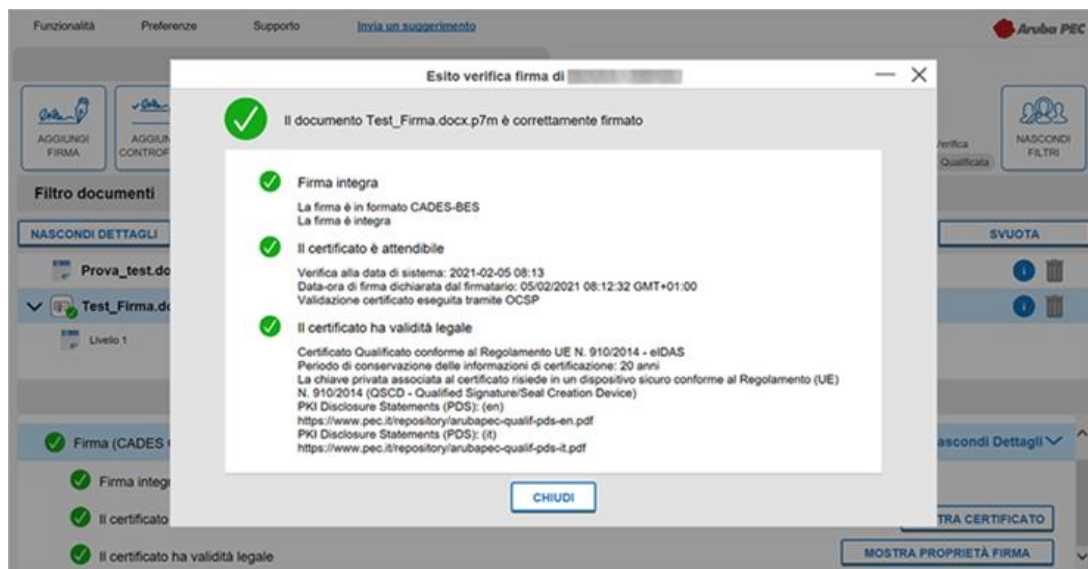 Funzionalità Preferenze Supporto Invia un suggerimento
Aruba PEC
Esito verifica firma di
AGGIUNGI
FIRMA
NASCONDI
FILTRI
Qualificata
Il documento Test_Firma.docx.p7m è correttamente firmato
Filtro documenti
NASCONDI DETTAGLI
SVUOTA
Firma integra
La firma è in formato CADES-BES
La firma è integra
Il certificato è attendibile
Verifica alla data di sistema: 2021-02-05 08:13
Data-ora di firma dichiarata dal firmatario: 05/02/2021 08:12:32 GMT+01:00
Validazione certificato eseguita tramite OCSP
Il certificato ha validità legale
Certificato Qualificato conforme al Regolamento UE N. 910/2014 - eIDAS
Periodo di conservazione delle informazioni di certificazione: 20 anni
La chiave privata associata al certificato risiede in un dispositivo sicuro conforme al Regolamento (UE)
N. 910/2014 (QSCD - Qualified Signature/Seal Creation Device)
PKI Disclosure Statements (PDS): (en)
https://www.pec.it/repository/arubapec-qualif-pds-en.pdf
PKI Disclosure Statements (PDS): (it)
https://www.pec.it/repository/arubapec-qualif-pds-it.pdf
CHIUDI
Prova_test.do
Test_Firma.do
Livello 1
Firma (CADES
Firma integ
Il certificato
Il certificato ha validità legale
ascondi Dettagli
TRA CERTIFICATO
MOSTRA PROPRIETÀ FIRMA